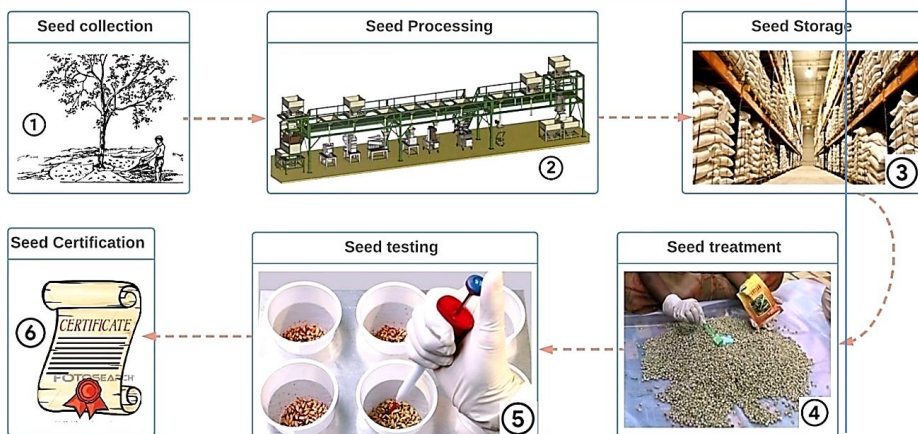 Seed collection
1
Seed Processing
2
Seed Storage
3
Seed treatment
4
Seed testing
5
Seed Certification
6
CERTIFICATE
FOTOSEARCH